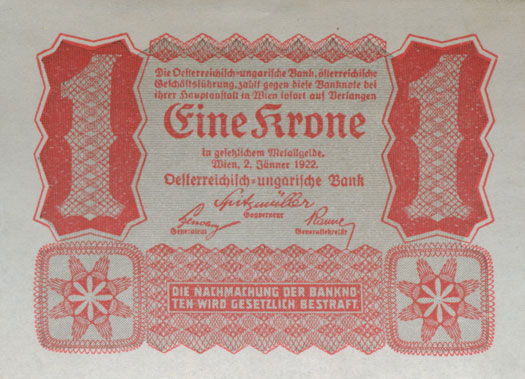 1 1
Die Oesterreichisch-ungarische Bank, österreichische
Geschäftsführung, zahlt gegen diese Banknote bei
ihrer Hauptanstalt in Wien sofort auf Verlangen
Eine Krone
in gesetzlichem Metallgelde.
Wien, 2. Jänner 1922.
Oesterreichisch-ungarische Bank
Spitzmüller
Gouverneur
Generalrat Generalsekretär
DIE NACHMACHUNG DER BANKNO-
TEN WIRD GESETZLICH BESTRAFT.